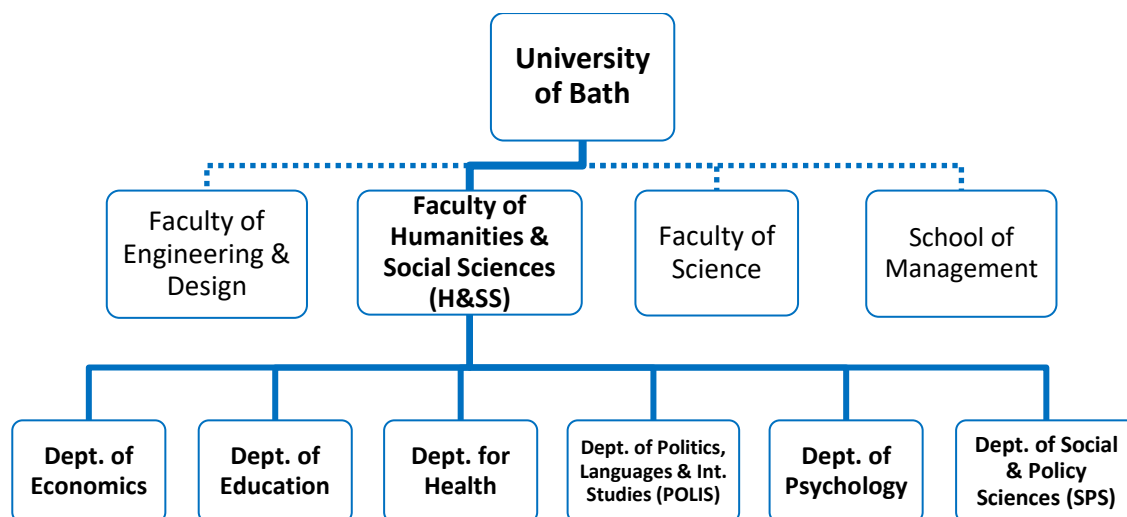 University
of Bath
Faculty of
Engineering &
Design
Faculty of
Humanities &
Social Sciences
(H&SS)
Faculty of
Science
School of
Management
Dept. of
Economics
Dept. of
Education
Dept. for
Health
Dept. of Politics,
Languages & Int.
Studies (POLIS)
Dept. of
Psychology
Dept. of Social
& Policy
Sciences (SPS)